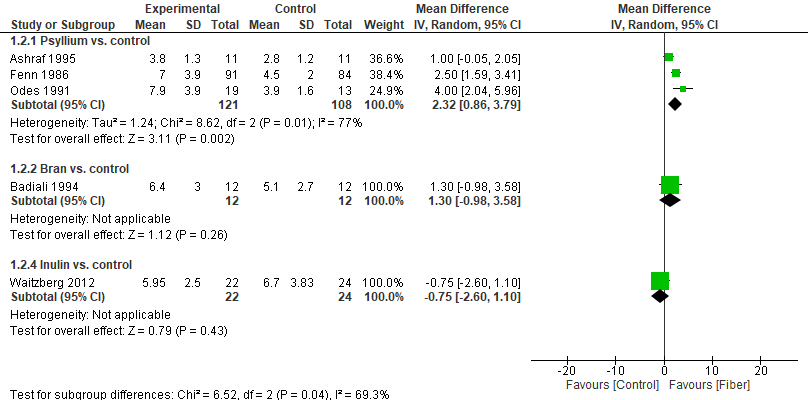 Experimental Control Mean Difference Mean Difference
Study or Subgroup Mean SD Total Mean SD Total Weight IV, Random, 95% CI IV, Random, 95% CI
1.2.1 Psyllium vs. control
Ashraf 1995 3.8 1.3 11 2.8 1.2 11 36.6% 1.00 [-0.05, 2.05]
Fenn 1986 7 3.9 91 4.5 2 84 38.4% 2.50 [1.59, 3.41]
Odes 1991 7.9 3.9 19 3.9 1.6 13 24.9% 4.00 [2.04, 5.96]
Subtotal (95% CI) 121 108 100.0% 2.32 [0.86, 3.79]
Heterogeneity: Tau² = 1.24; Chi² = 8.62, df = 2 (P = 0.01); I² = 77%
Test for overall effect: Z = 3.11 (P = 0.002)
1.2.2 Bran vs. control
Badiali 1994 6.4 3 12 5.1 2.7 12 100.0% 1.30 [-0.98, 3.58]
Subtotal (95% CI) 12 12 100.0% 1.30 [-0.98, 3.58]
Heterogeneity: Not applicable
Test for overall effect: Z = 1.12 (P = 0.26)
1.2.4 Inulin vs. control
Waitzberg 2012 5.95 2.5 22 6.7 3.83 24 100.0% -0.75 [-2.60, 1.10]
Subtotal (95% CI) 22 24 100.0% -0.75 [-2.60, 1.10]
Heterogeneity: Not applicable
Test for overall effect: Z = 0.79 (P = 0.43)
-20 -10 0 10 20
Favours [Control] Favours [Fiber]
Test for subgroup differences: Chi² = 6.52, df = 2 (P = 0.04), I² = 69.3%